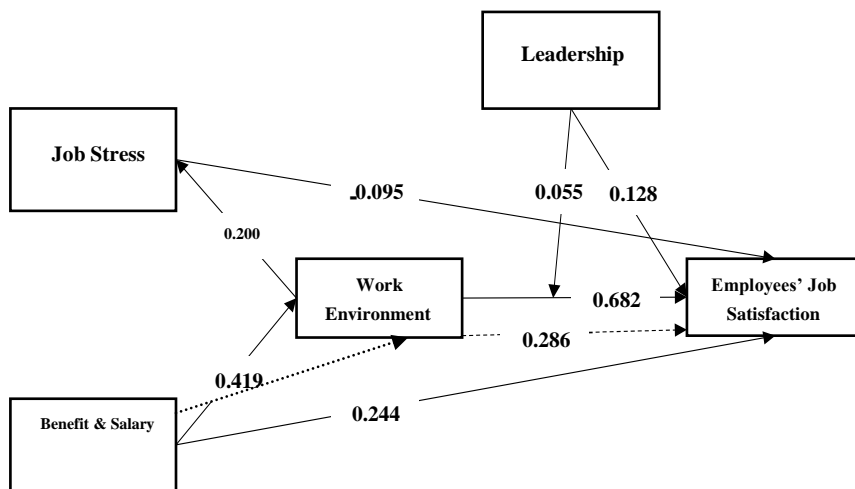 Leadership
Job Stress
-0.095
0.055
0.128
0.200
Work
Environment
0.682
Employees’ Job
Satisfaction
0.286
0.419
0.244
Benefit & Salary